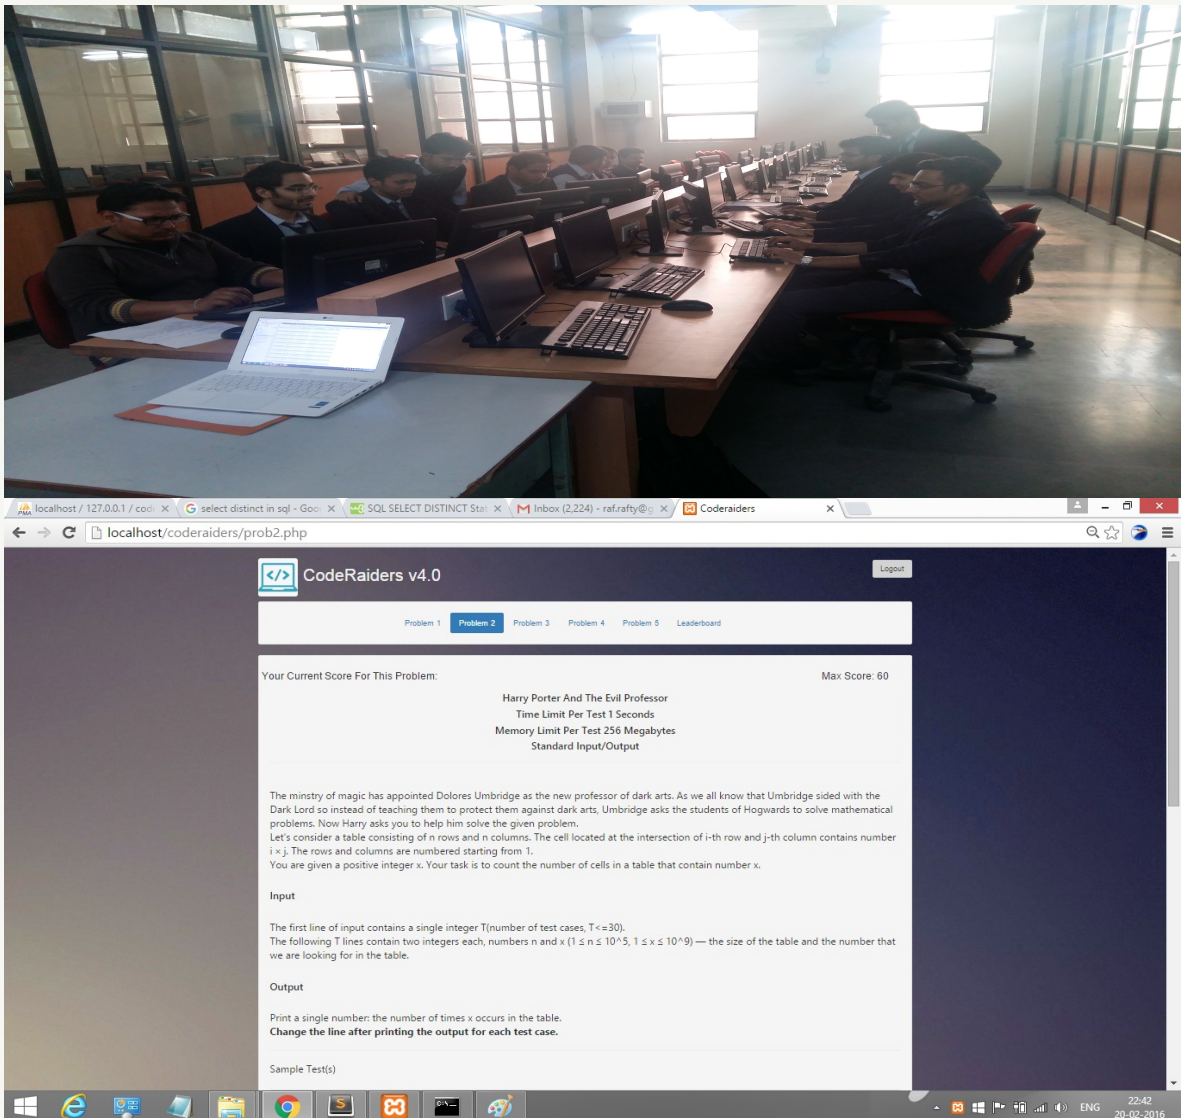 localhost / 127.0.0.1 / cod
select distinct in sql - Goo
SQL SELECT DISTINCT Stat
Inbox (2,224) - raf.rafty@g
Coderaiders
localhost/coderaiders/prob2.php
CodeRaiders v4.0
Logout
Problem 1
Problem 2
Problem 3
Problem 4
Problem 5
Leaderboard
Your Current Score For This Problem:
Max Score: 60
Harry Porter And The Evil Professor
Time Limit Per Test 1 Seconds
Memory Limit Per Test 256 Megabytes
Standard Input/Output
The minstry of magic has appointed Dolores Umbridge as the new professor of dark arts. As we all know that Umbridge sided with the
Dark Lord so instead of teaching them to protect them against dark arts, Umbridge asks the students of Hogwards to solve mathematical
problems. Now Harry asks you to help him solve the given problem.
Let's consider a table consisting of n rows and n columns. The cell located at the intersection of i-th row and j-th column contains number
i × j. The rows and columns are numbered starting from 1.
You are given a positive integer x. Your task is to count the number of cells in a table that contain number x.
Input
The first line of input contains a single integer T(number of test cases, T<=30).
The following T lines contain two integers each, numbers n and x (1 ≤ n ≤ 10^5, 1 ≤ x ≤ 10^9) — the size of the table and the number that
we are looking for in the table.
Output
Print a single number: the number of times x occurs in the table.
Change the line after printing the output for each test case.
Sample Test(s)
ENG
22:42
20-02-2016